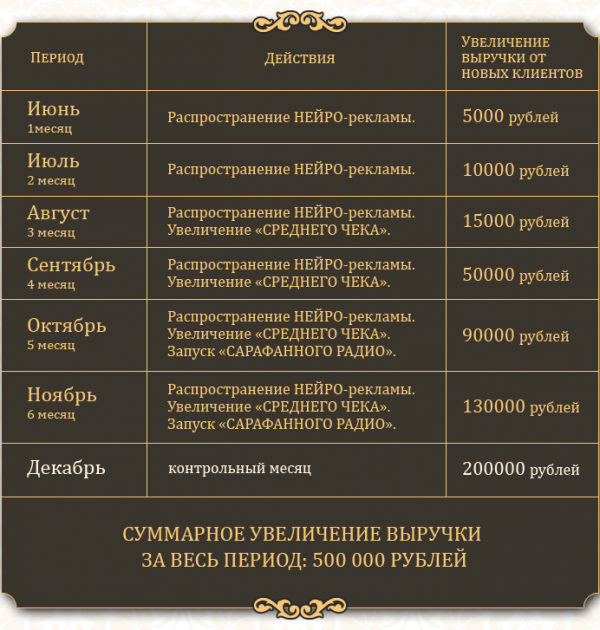 Период
Действия
Увеличение
выручки от
новых клиентов
Июнь
1месяц
Распространение НЕЙРО-рекламы.
5000 рублей
Июль
2 месяц
Распространение НЕЙРО-рекламы.
10000 рублей
Август
3 месяц
Распространение НЕЙРО-рекламы.
Увеличение «СРЕДНЕГО ЧЕКА».
15000 рублей
Сентябрь
4 месяц
Распространение НЕЙРО-рекламы.
Увеличение «СРЕДНЕГО ЧЕКА».
50000 рублей
Октябрь
5 месяц
Распространение НЕЙРО-рекламы.
Увеличение «СРЕДНЕГО ЧЕКА».
Запуск «САРАФАННОГО РАДИО».
90000 рублей
Ноябрь
6 месяц
Распространение НЕЙРО-рекламы.
Увеличение «СРЕДНЕГО ЧЕКА».
Запуск «САРАФАННОГО РАДИО».
130000 рублей
Декабрь
контрольный месяц
200000 рублей
СУММАРНОЕ УВЕЛИЧЕНИЕ ВЫРУЧКИ
ЗА ВЕСЬ ПЕРИОД: 500 000 РУБЛЕЙ